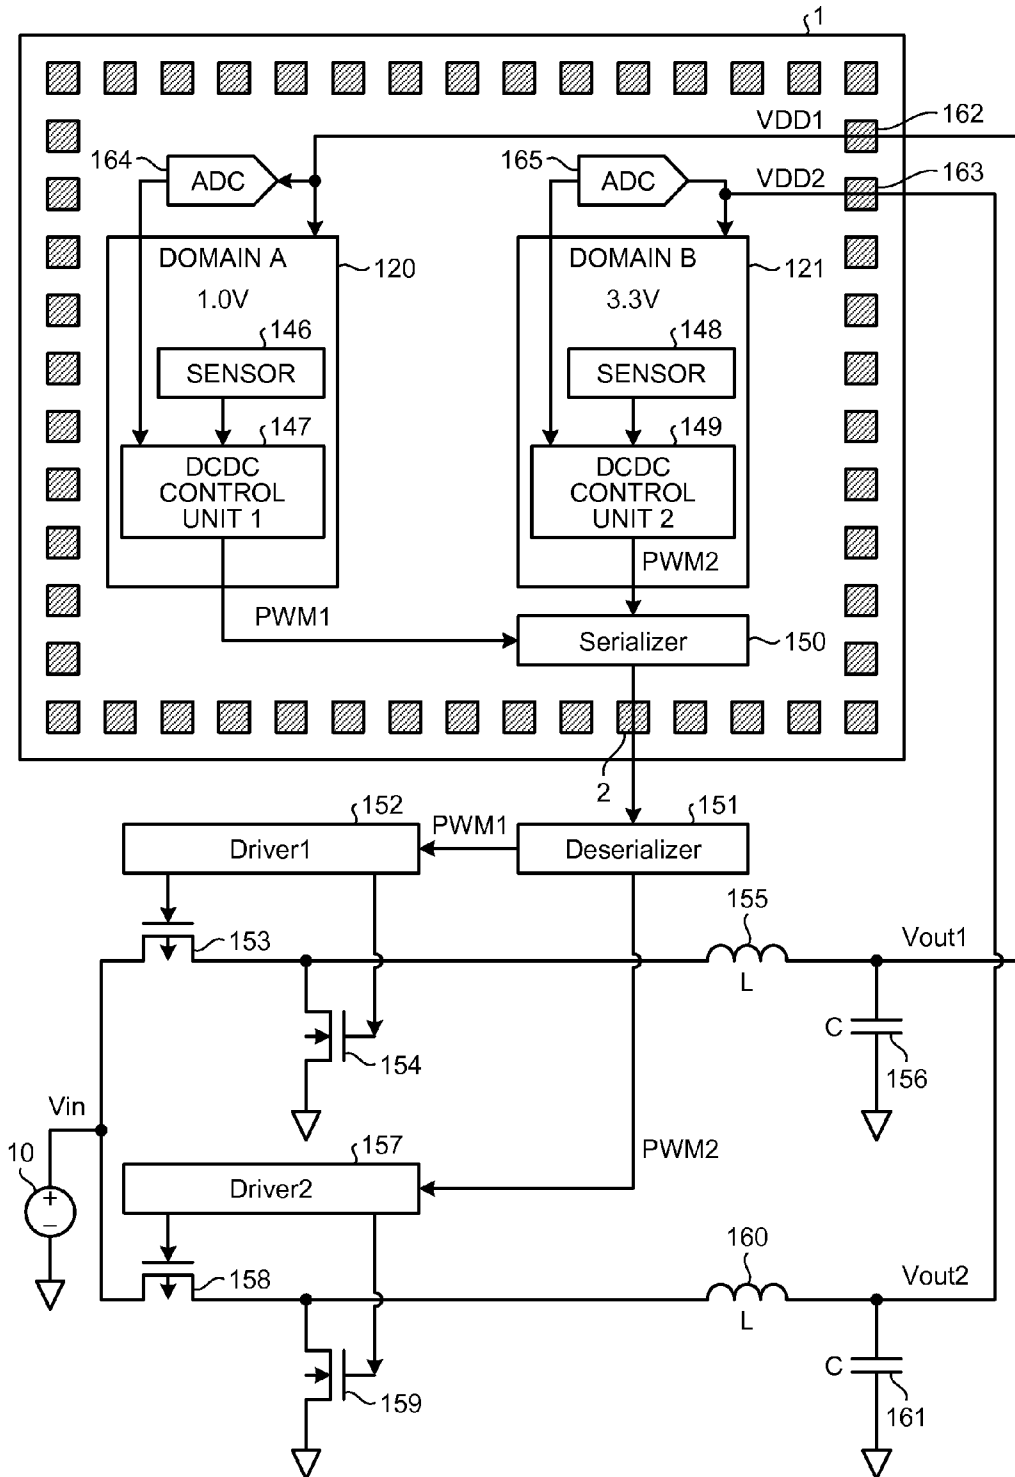 1
VDD1
162
164
ADC
165
ADC
VDD2
163
DOMAIN A
120
1.0V
DOMAIN B
121
3.3V
146
SENSOR
148
SENSOR
147
DCDC
CONTROL
UNIT 1
149
DCDC
CONTROL
UNIT 2
PWM2
PWM1
Serializer
150
2
152
Driver1
PWM1
151
Deserializer
153
155
L
Vout1
154
C
156
Vin
10
+
−
157
Driver2
PWM2
158
160
L
Vout2
159
C
161